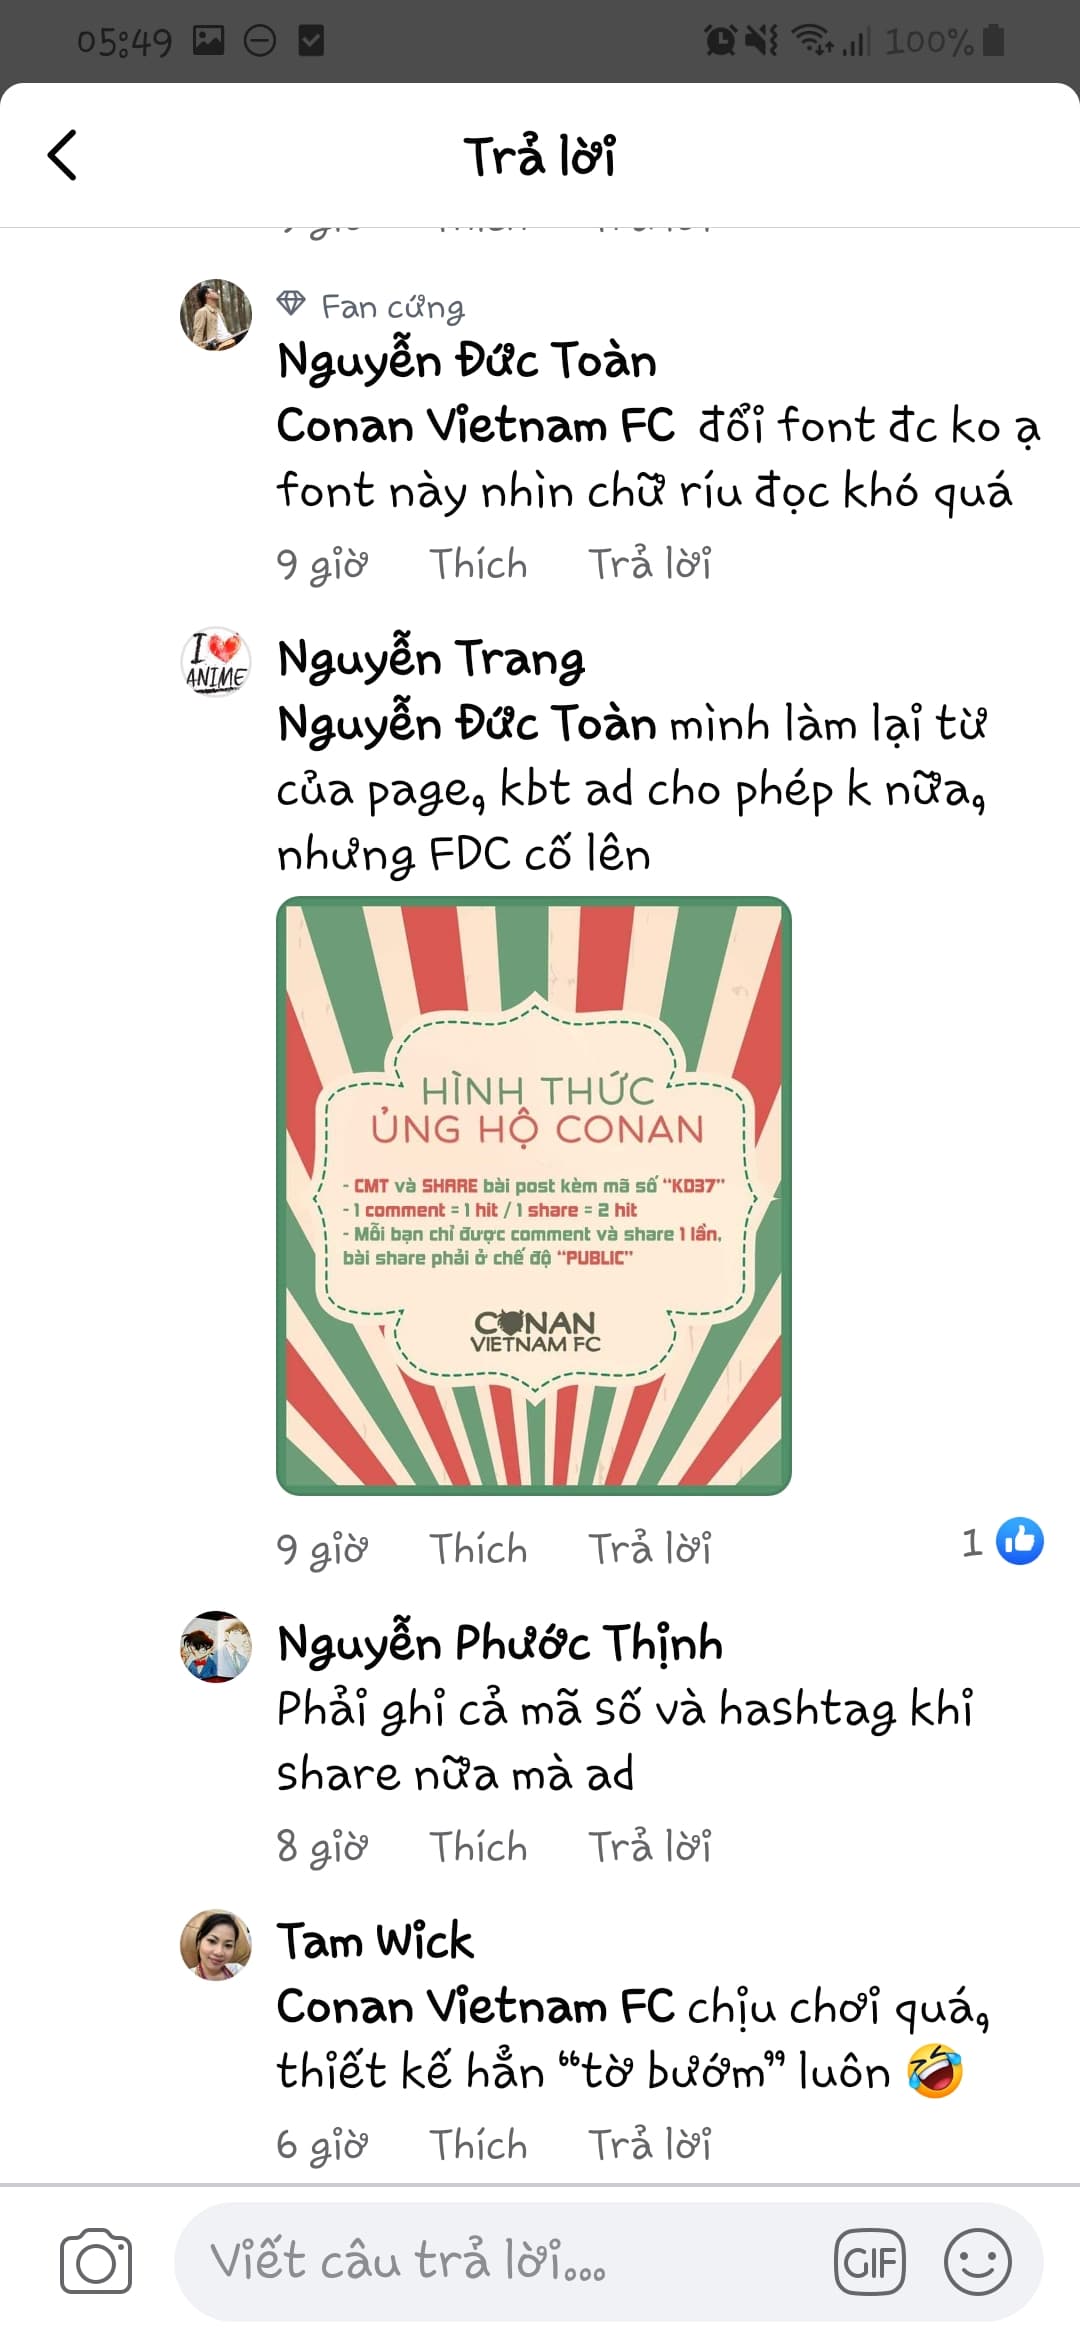 05:49
100%
Trả lời
Fan cứng
Nguyễn Đức Toàn
Conan Vietnam FC đổi font đc ko ạ
font này nhìn chữ ríu đọc khó quá
9 giờ Thích Trả lời
I
ANIME
Nguyễn Trang
Nguyễn Đức Toàn mình làm lại từ
của page, kbt ad cho phép k nữa,
nhưng FDC cố lên
HÌNH THỨC
ỦNG HỘ CONAN
- CMT và SHARE bài post kèm mã số "KD37"
- 1 comment = 1 hit / 1 share = 2 hit
- Mỗi bạn chỉ được comment và share 1 lần,
bài share phải ở chế độ "PUBLIC"
CONAN
VIETNAM FC
9 giờ Thích Trả lời 1
Nguyễn Phước Thịnh
Phải ghi cả mã số và hashtag khi
share nữa mà ad
8 giờ Thích Trả lời
Tam Wick
Conan Vietnam FC chịu chơi quá,
thiết kế hẳn “tờ bướm” luôn 🤣
6 giờ Thích Trả lời
Viết câu trả lời...
GIF